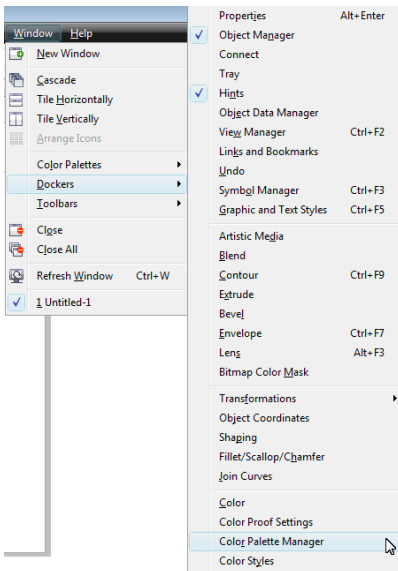 Window Help
New Window
Cascade
Tile Horizontally
Tile Vertically
Arrange Icons
Color Palettes
Dockers
Toolbars
Close
Close All
Refresh Window Ctrl+W
1 Untitled-1
Properties Alt+Enter
Object Manager
Connect
Tray
Hints
Object Data Manager
View Manager Ctrl+F2
Links and Bookmarks
Undo
Symbol Manager Ctrl+F3
Graphic and Text Styles Ctrl+F5
Artistic Media
Blend
Contour Ctrl+F9
Extrude
Bevel
Envelope Ctrl+F7
Lens Alt+F3
Bitmap Color Mask
Transformations
Object Coordinates
Shaping
Fillet/Scallop/Chamfer
Join Curves
Color
Color Proof Settings
Color Palette Manager
Color Styles